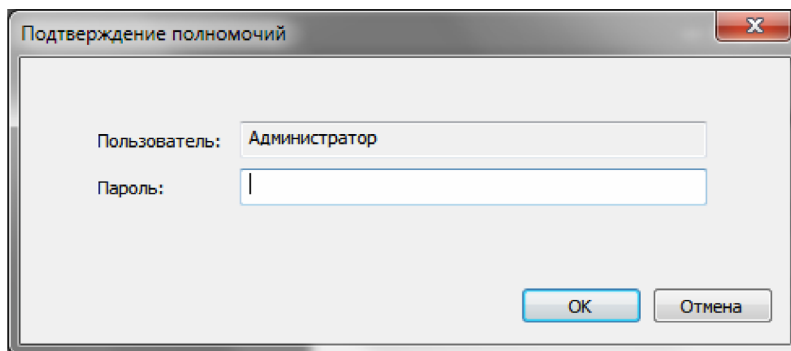 Подтверждение полномочий
Пользователь: Администратор
Пароль:
OK Отмена